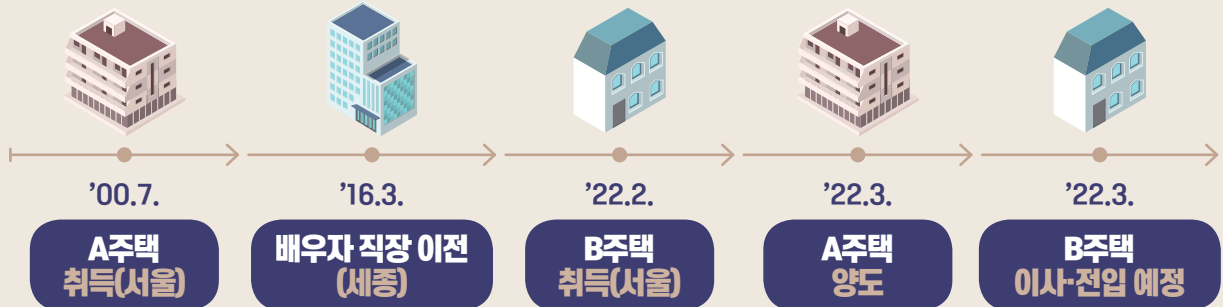 ’00.7.
A주택
취득(서울)
’16.3.
배우자 직장 이전
(세종)
’22.2.
B주택
취득(서울)
’22.3.
A주택
양도
’22.3.
B주택
이사·전입 예정